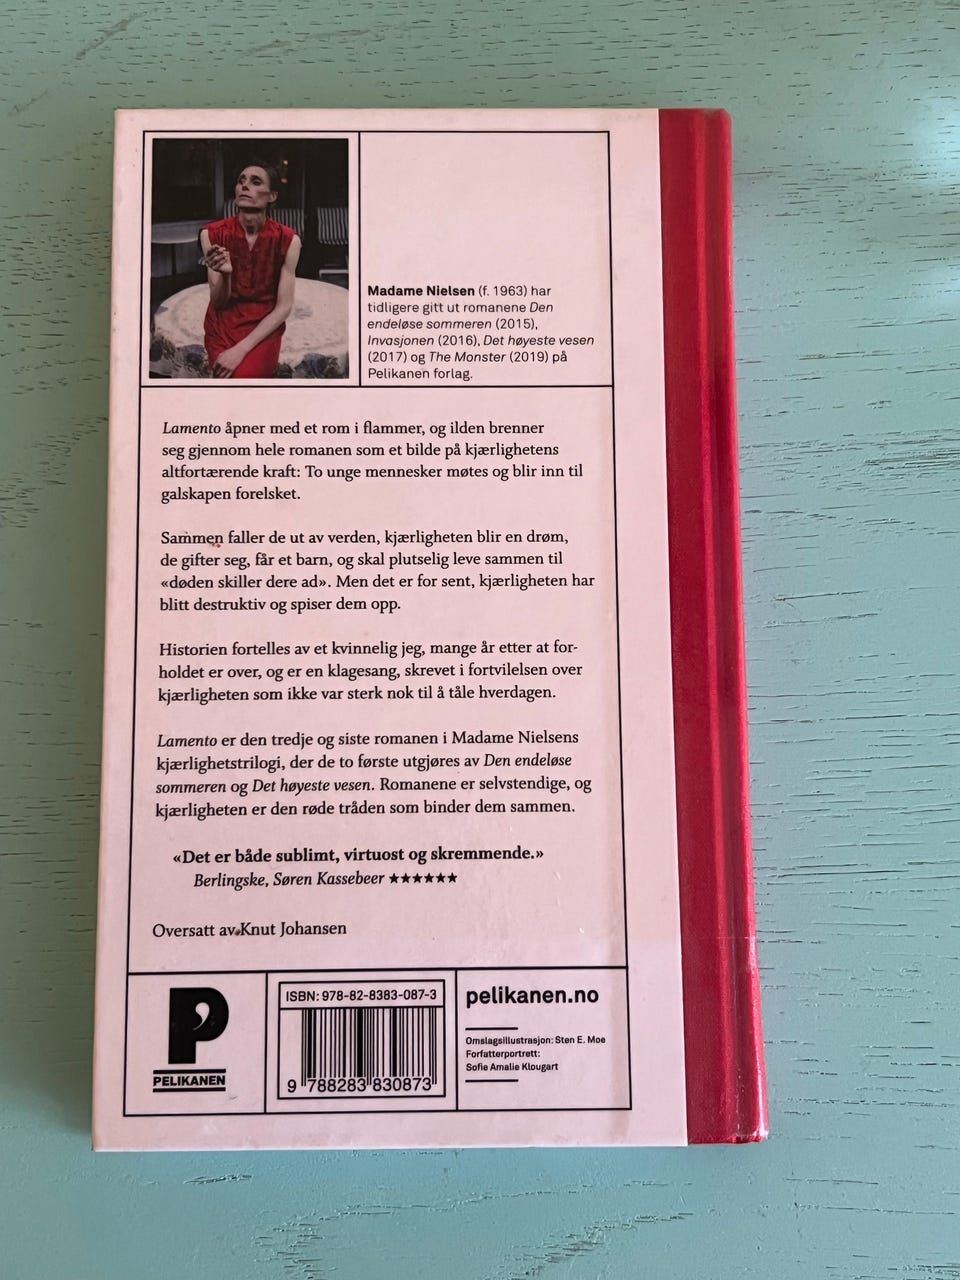 Madame Nielsen (f. 1963) har
tidligere gitt ut romanene Den
endeløse sommeren (2015),
Invasjonen (2016), Det høyeste vesen
(2017) og The Monster (2019) på
Pelikanen forlag.
Lamento åpner med et rom i flammer, og ilden brenner
seg gjennom hele romanen som et bilde på kjærlighetens
altfortærende kraft: To unge mennesker møtes og blir inn til
galskapen forelsket.
Sammen faller de ut av verden, kjærligheten blir en drøm,
de gifter seg, får et barn, og skal plutselig leve sammen til
«døden skiller dere ad». Men det er for sent, kjærligheten har
blitt destruktiv og spiser dem opp.
Historien fortelles av et kvinnelig jeg, mange år etter at for-
holdet er over, og er en klagesang, skrevet i fortvilelsen over
kjærligheten som ikke var sterk nok til å tåle hverdagen.
Lamento er den tredje og siste romanen i Madame Nielsens
kjærlighetstrilogi, der de to første utgjøres av Den endeløse
sommeren og Det høyeste vesen. Romanene er selvstendige, og
kjærligheten er den røde tråden som binder dem sammen.
«Det er både sublimt, virtuost og skremmende.»
Berlingske, Søren Kassebeer ★★★★★★
Oversatt av Knut Johansen
P
PELIKANEN
ISBN: 978-82-8383-087-3
9 788283 830873
pelikanen.no
Omslagsillustrasjon: Sten E. Moe
Forfatterportrett:
Sofie Amalie Klougart